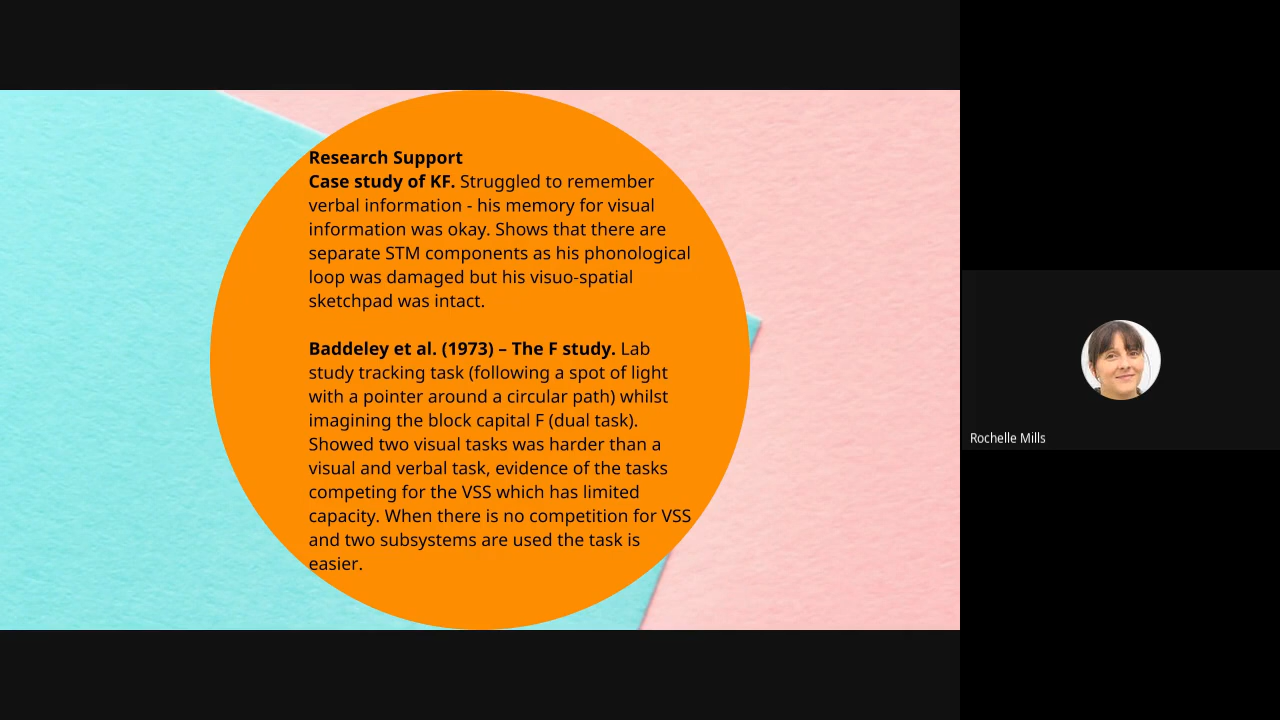 Research Support
Case study of KF. Struggled to remember
verbal information - his memory for visual
information was okay. Shows that there are
separate STM components as his phonological
loop was damaged but his visuo-spatial
sketchpad was intact.
Baddeley et al. (1973) – The F study. Lab
study tracking task (following a spot of light
with a pointer around a circular path) whilst
imagining the block capital F (dual task).
Showed two visual tasks was harder than a
visual and verbal task, evidence of the tasks
competing for the VSS which has limited
capacity. When there is no competition for VSS
and two subsystems are used the task is
easier.
Rochelle Mills